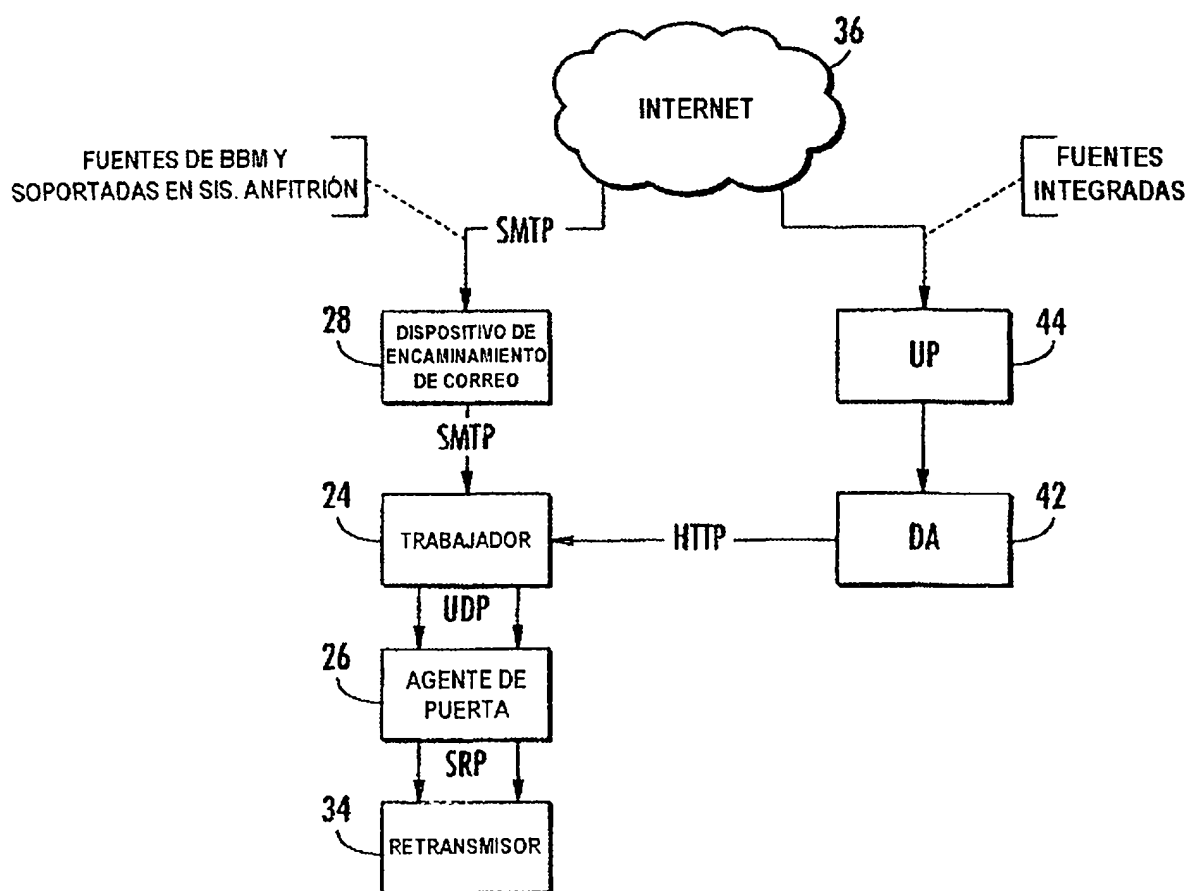 36
INTERNET
FUENTES DE BBM Y
SOPORTADAS EN SIS. ANFITRIÓN
FUENTES
INTEGRADAS
SMTP
28
DISPOSITIVO DE
ENCAMINAMIENTO
DE CORREO
UP
44
SMTP
24
TRABAJADOR
HTTP
DA
42
UDP
26
AGENTE DE
PUERTA
SRP
34
RETRANSMISOR